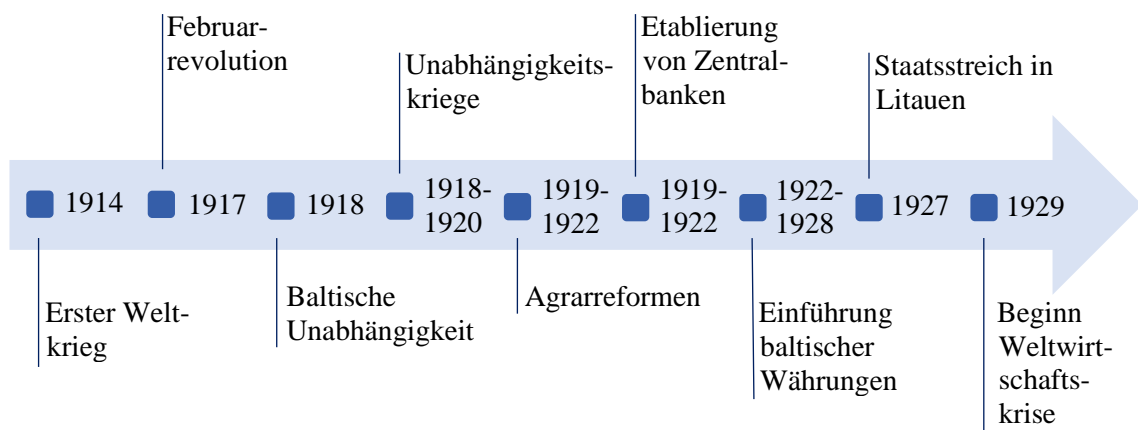 Februar-
revolution
Unabhängigkeits-
kriege
Etablierung
von Zentral-
banken
Staatsstreich in
Litauen
1914
1917
1918
1918-
1920
1919-
1922
1919-
1922
1922-
1928
1927
1929
Erster Welt-
krieg
Baltische
Unabhängigkeit
Agrarreformen
Einführung
baltischer
Währungen
Beginn
Weltwirt-
schafts-
krise